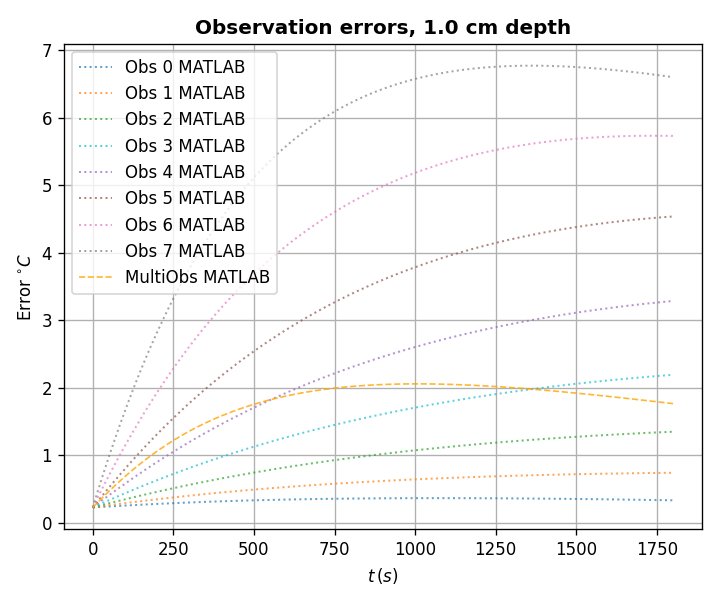 Observation errors, 1.0 cm depth
7
6
5
4
3
2
1
0
Error °C
Obs 0 MATLAB
Obs 1 MATLAB
Obs 2 MATLAB
Obs 3 MATLAB
Obs 4 MATLAB
Obs 5 MATLAB
Obs 6 MATLAB
Obs 7 MATLAB
MultiObs MATLAB
0 250 500 750 1000 1250 1500 1750
t (s)